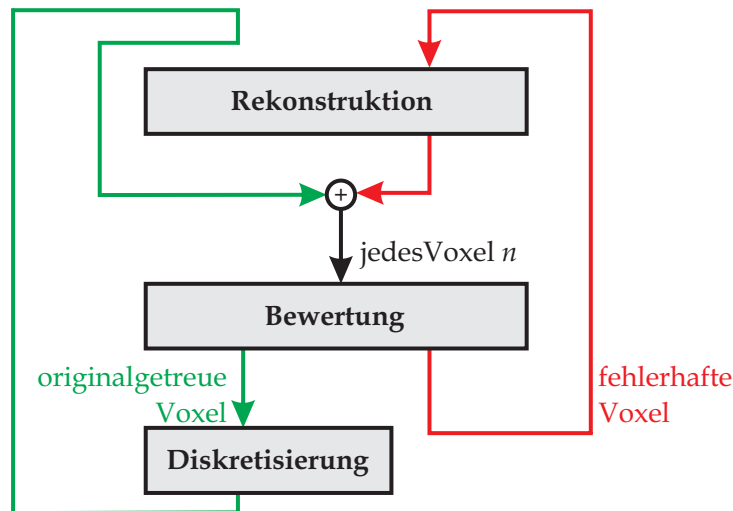 Rekonstruktion
+
jedesVoxel n
Bewertung
originalgetreue
Voxel
fehlerhafte
Voxel
Diskretisierung